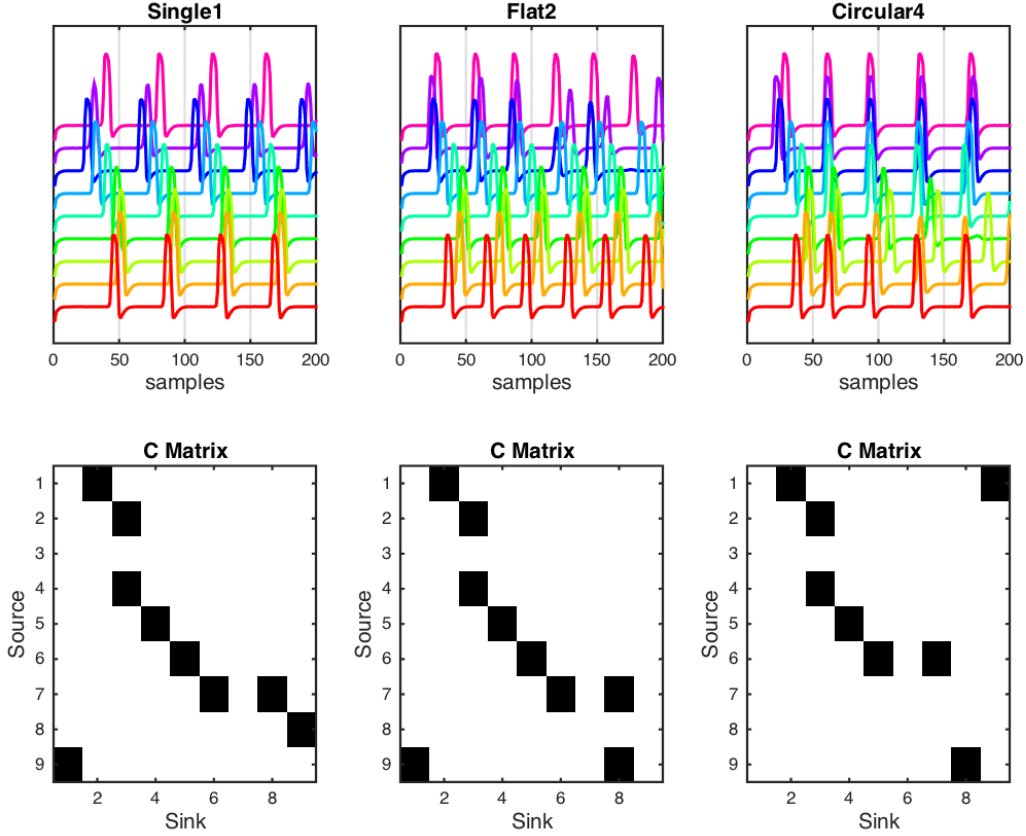 Single1 Flat2 Circular4
0 50 100 150 200 0 50 100 150 200 0 50 100 150 200
samples samples samples
C Matrix C Matrix C Matrix
1 1 1
2 2 2
3 3 3
4 4 4
5 5 5
6 6 6
7 7 7
8 8 8
9 9 9
Source Source Source
2 4 6 8 2 4 6 8 2 4 6 8
Sink Sink Sink